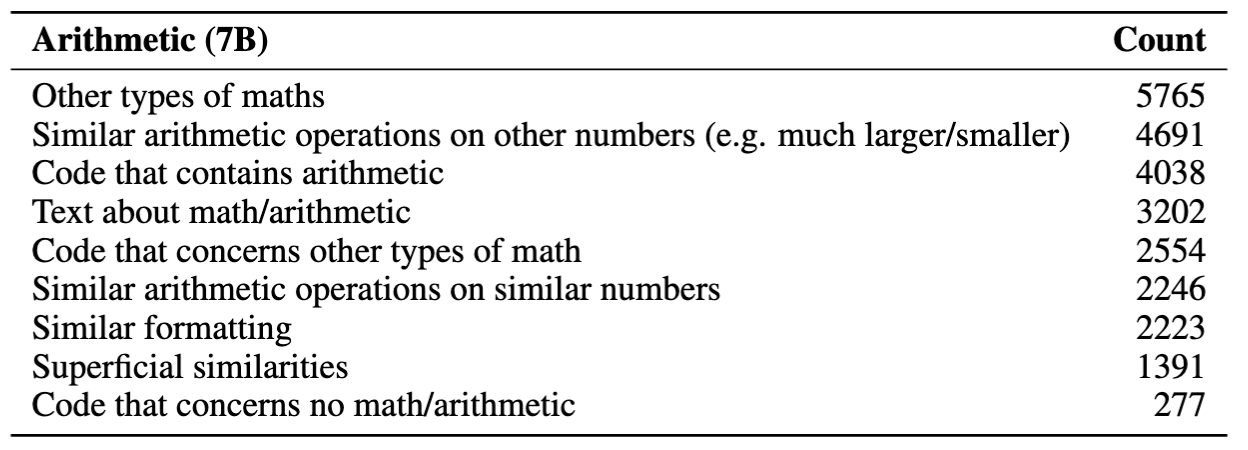 Arithmetic (7B) Count
Other types of maths 5765
Similar arithmetic operations on other numbers (e.g. much larger/smaller) 4691
Code that contains arithmetic 4038
Text about math/arithmetic 3202
Code that concerns other types of math 2554
Similar arithmetic operations on similar numbers 2246
Similar formatting 2223
Superficial similarities 1391
Code that concerns no math/arithmetic 277